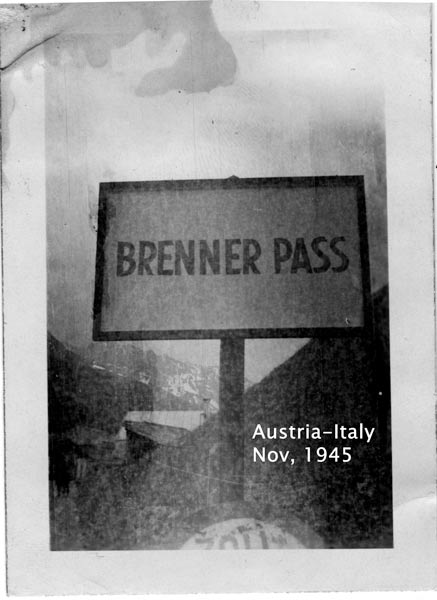 BRENNER PASS
Austria-Italy
Nov, 1945